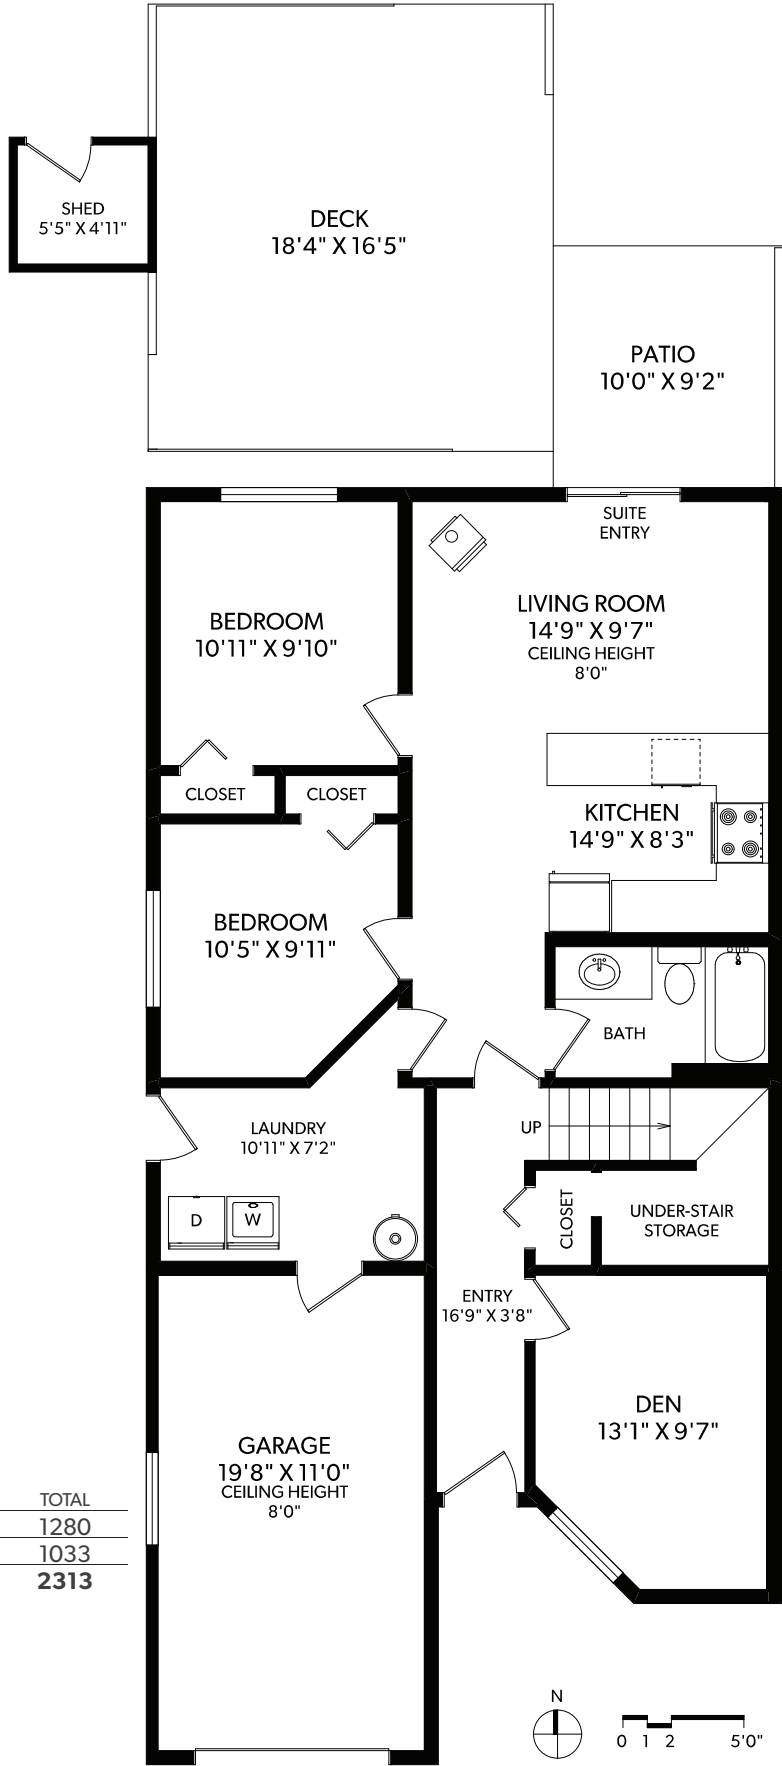 SHED
5'5" X 4'11"
DECK
18'4" X 16'5"
PATIO
10'0" X 9'2"
SUITE
ENTRY
BEDROOM
10'11" X 9'10"
LIVING ROOM
14'9" X 9'7"
CEILING HEIGHT
8'0"
CLOSET
CLOSET
KITCHEN
14'9" X 8'3"
BEDROOM
10'5" X 9'11"
BATH
LAUNDRY
10'11" X 7'2"
UP
D
W
CLOSET
UNDER-STAIR
STORAGE
ENTRY
16'9" X 3'8"
DEN
13'1" X 9'7"
GARAGE
19'8" X 11'0"
CEILING HEIGHT
8'0"
TOTAL
1280
1033
2313
N
0 1 2 5'0"